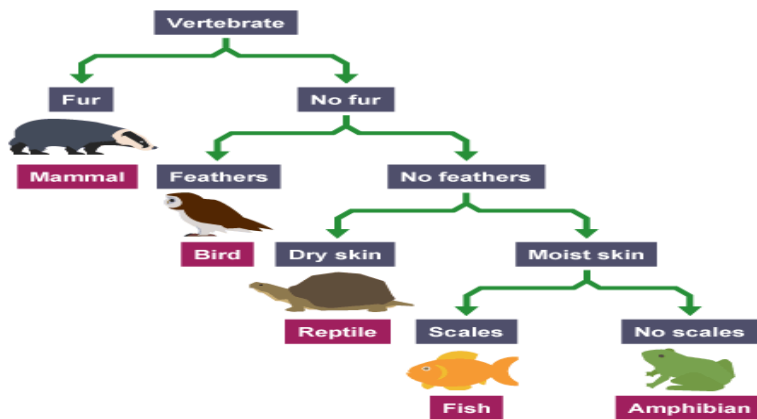 Vertebrate
Fur
No fur
Mammal
Feathers
No feathers
Bird
Dry skin
Moist skin
Reptile
Scales
No scales
Fish
Amphibian